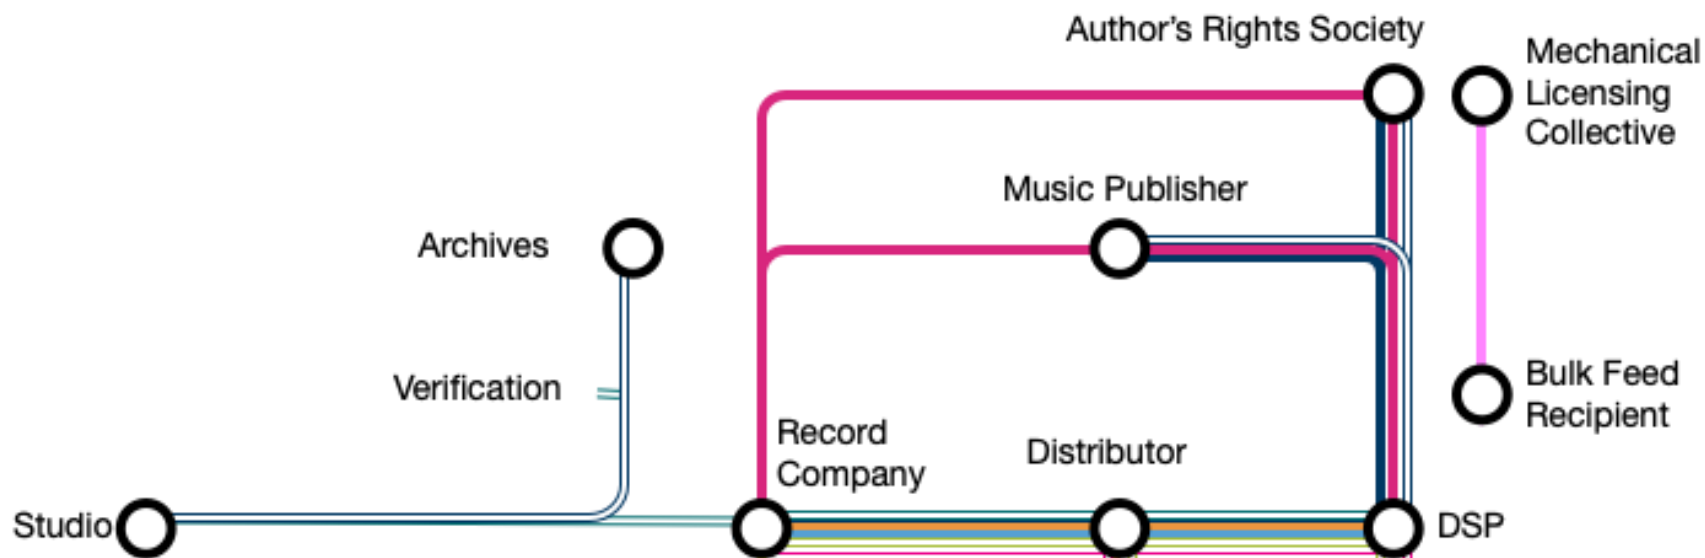 Author's Rights Society
Mechanical
Licensing
Collective
Music Publisher
Archives
Verification
Bulk Feed
Recipient
Record
Company
Distributor
Studio
DSP